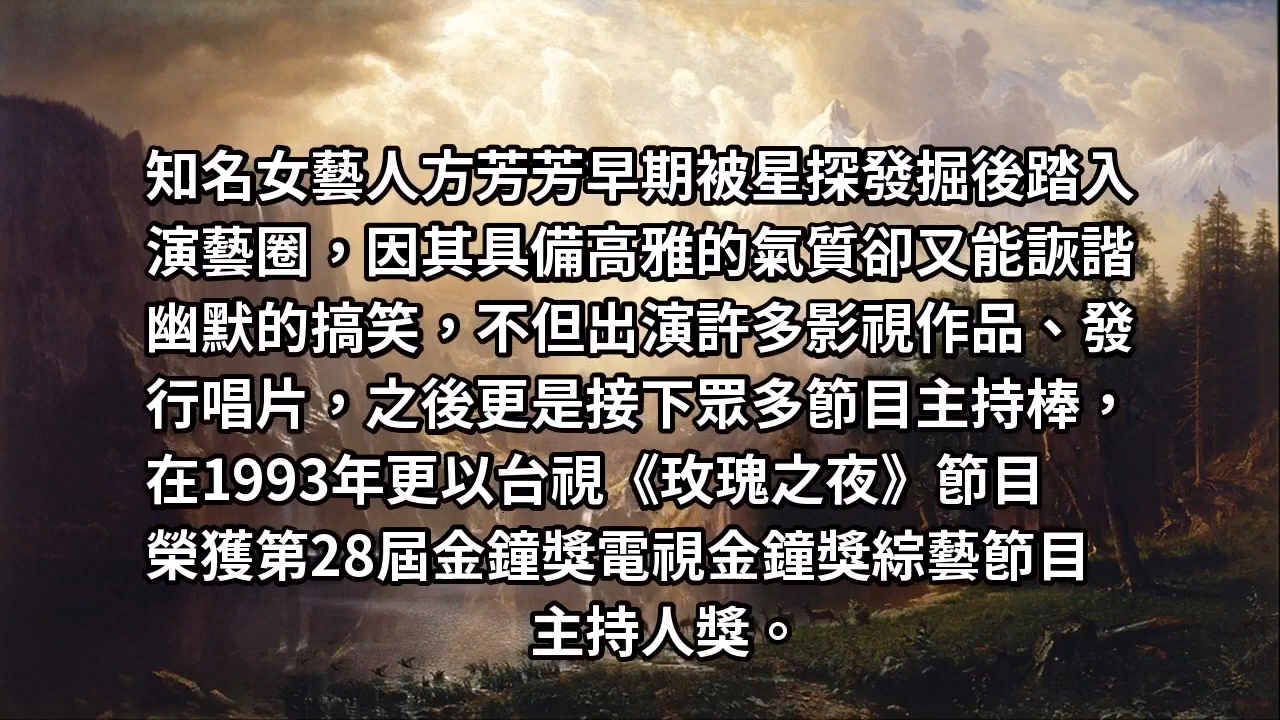 知名女藝人方芳芳早期被星探發掘後踏入
演藝圈，因其具備高雅的氣質卻又能詼諧
幽默的搞笑，不但出演許多影視作品、發
行唱片，之後更是接下眾多節目主持棒，
在1993年更以台視《玫瑰之夜》節目
榮獲第28屆金鐘獎電視金鐘獎綜藝節目
主持人獎。